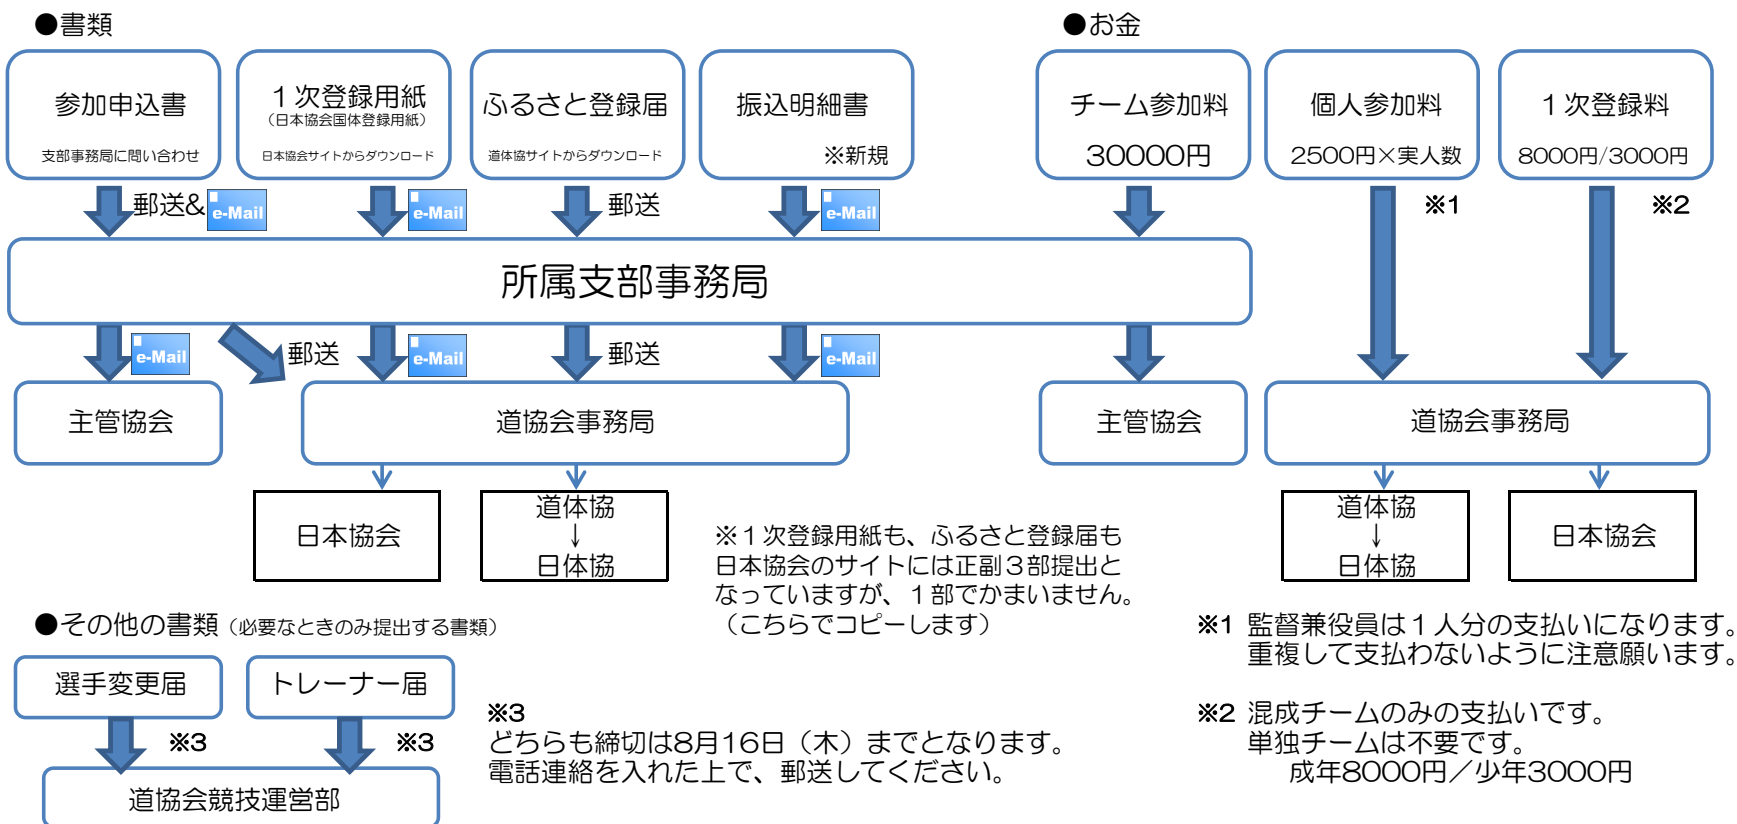 ●書類
●お金
参加申込書
支部事務局に問い合わせ
１次登録用紙
（日本協会国体登録用紙）
日本協会サイトからダウンロード
ふるさと登録届
道体協サイトからダウンロード
振込明細書
※新規
チーム参加料
30000円
個人参加料
2500円×実人数
１次登録料
8000円/3000円
郵送&
e-Mail
e-Mail
郵送
e-Mail
※1
※2
所属支部事務局
e-Mail
郵送
e-Mail
郵送
e-Mail
主管協会
道協会事務局
主管協会
道協会事務局
日本協会
道体協
↓
日体協
※１次登録用紙も、ふるさと登録届も
日本協会のサイトには正副３部提出と
なっていますが、１部でかまいません。
（こちらでコピーします）
道体協
↓
日体協
日本協会
●その他の書類（必要なときのみ提出する書類）
選手変更届
トレーナー届
※3
※3
道協会競技運営部
※3
どちらも締切は8月16日（木）までとなります。
電話連絡を入れた上で、郵送してください。
※1 監督兼役員は１人分の支払いになります。
重複して支払わないように注意願います。
※2 混成チームのみの支払いです。
単独チームは不要です。
成年8000円／少年3000円